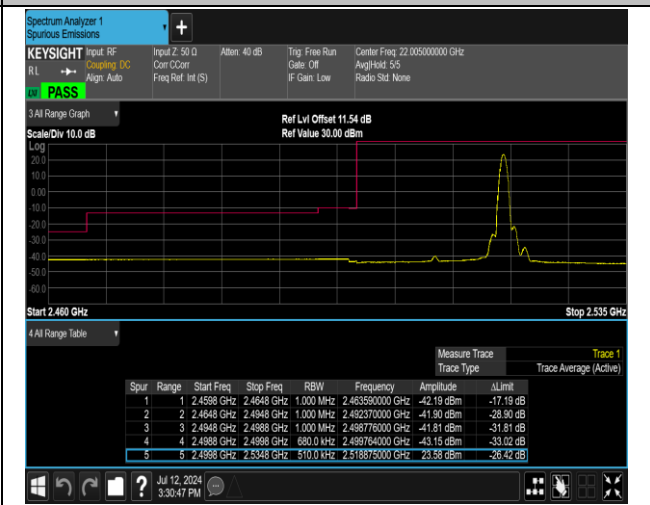 Spectrum Analyzer 1
Spurious Emissions
+
KEYSIGHT Input: RF Input Z: 50 Ω Atten: 40 dB Trig: Free Run Center Freq: 22.005000000 GHz
RL Coupling: DC Corr CCorr Gate: Off Avg|Hold: 5/5
Align: Auto Freq Ref: Int (S) IF Gain: Low Radio Std: None
PASS
3 All Range Graph
Ref Lvl Offset 11.54 dB
Scale/Div 10.0 dB Ref Value 30.00 dBm
Log
20.0
10.0
0.00
-10.0
-20.0
-30.0
-40.0
-50.0
-60.0
Start 2.460 GHz Stop 2.535 GHz
4 All Range Table
Measure Trace Trace 1
Trace Type Trace Average (Active)
Spur Range Start Freq Stop Freq RBW Frequency Amplitude ΔLimit
1 1 2.4598 GHz 2.4648 GHz 1.000 MHz 2.463590000 GHz -42.19 dBm -17.19 dB
2 2 2.4648 GHz 2.4948 GHz 1.000 MHz 2.492370000 GHz -41.90 dBm -28.90 dB
3 3 2.4948 GHz 2.4988 GHz 1.000 MHz 2.498776000 GHz -41.81 dBm -31.81 dB
4 4 2.4988 GHz 2.4998 GHz 680.0 kHz 2.499764000 GHz -43.15 dBm -33.02 dB
5 5 2.4998 GHz 2.5348 GHz 510.0 kHz 2.518875000 GHz 23.58 dBm -26.42 dB
?
Jul 12, 2024
3:30:47 PM